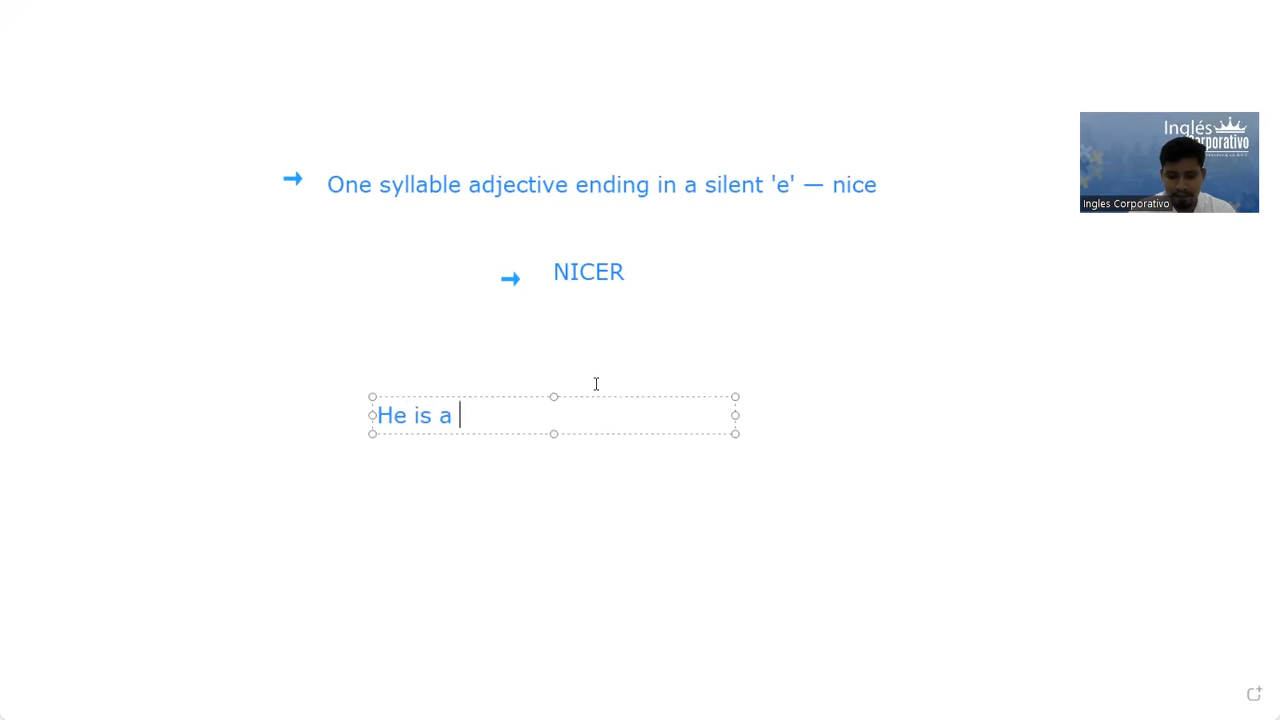 Inglés
Corporativo
One syllable adjective ending in a silent 'e' — nice
Ingles Corporativo
NICER
He is a